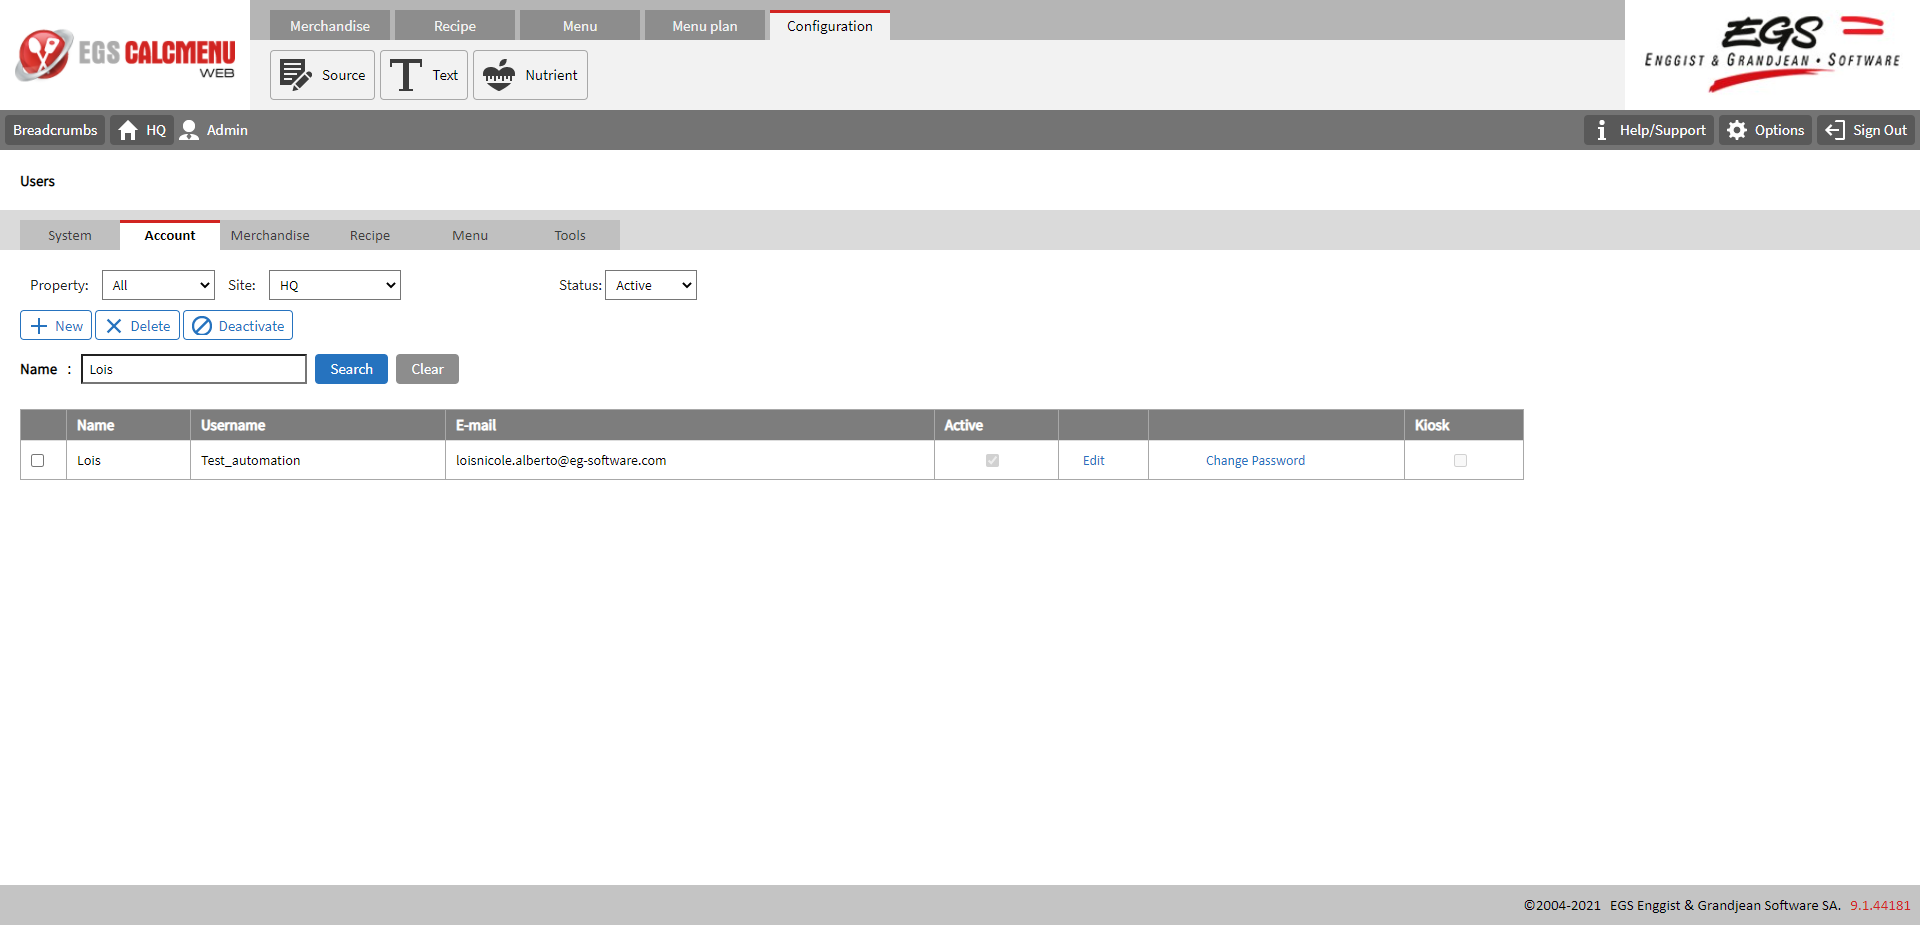 EGS CALCMENU
WEB
Merchandise Recipe Menu Menu plan Configuration
Source Text Nutrient
EGS
ENGGIST & GRANDJEAN • SOFTWARE
Breadcrumbs HQ Admin Help/Support Options Sign Out
Users
System Account Merchandise Recipe Menu Tools
Property: All Site: HQ Status: Active
New Delete Deactivate
Name : Lois Search Clear
Name Username E-mail Active Kiosk
Lois Test_automation loisnicole.alberto@eg-software.com Edit Change Password
©2004-2021 EGS Enggist & Grandjean Software SA. 9.1.44181